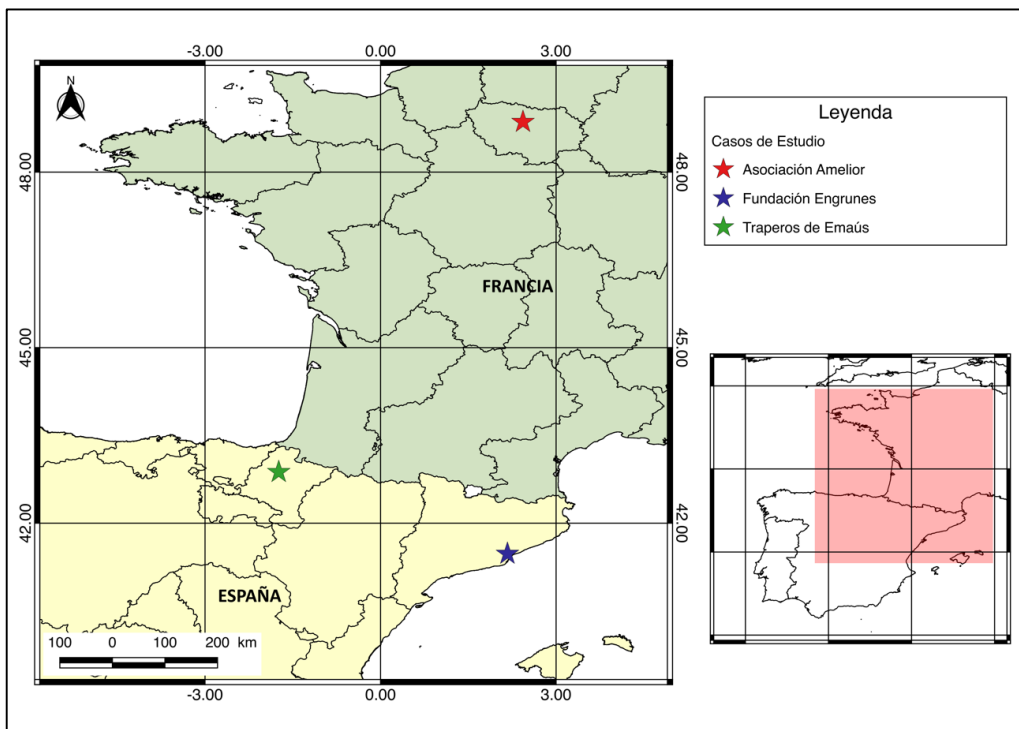 -3.00 0.00 3.00
N
48.00 48.00
45.00 45.00
42.00 42.00
FRANCIA
ESPAÑA
100 0 100 200 km
-3.00 0.00 3.00
Leyenda
Casos de Estudio
Asociación Amelior
Fundación Engrunes
Traperos de Emaús